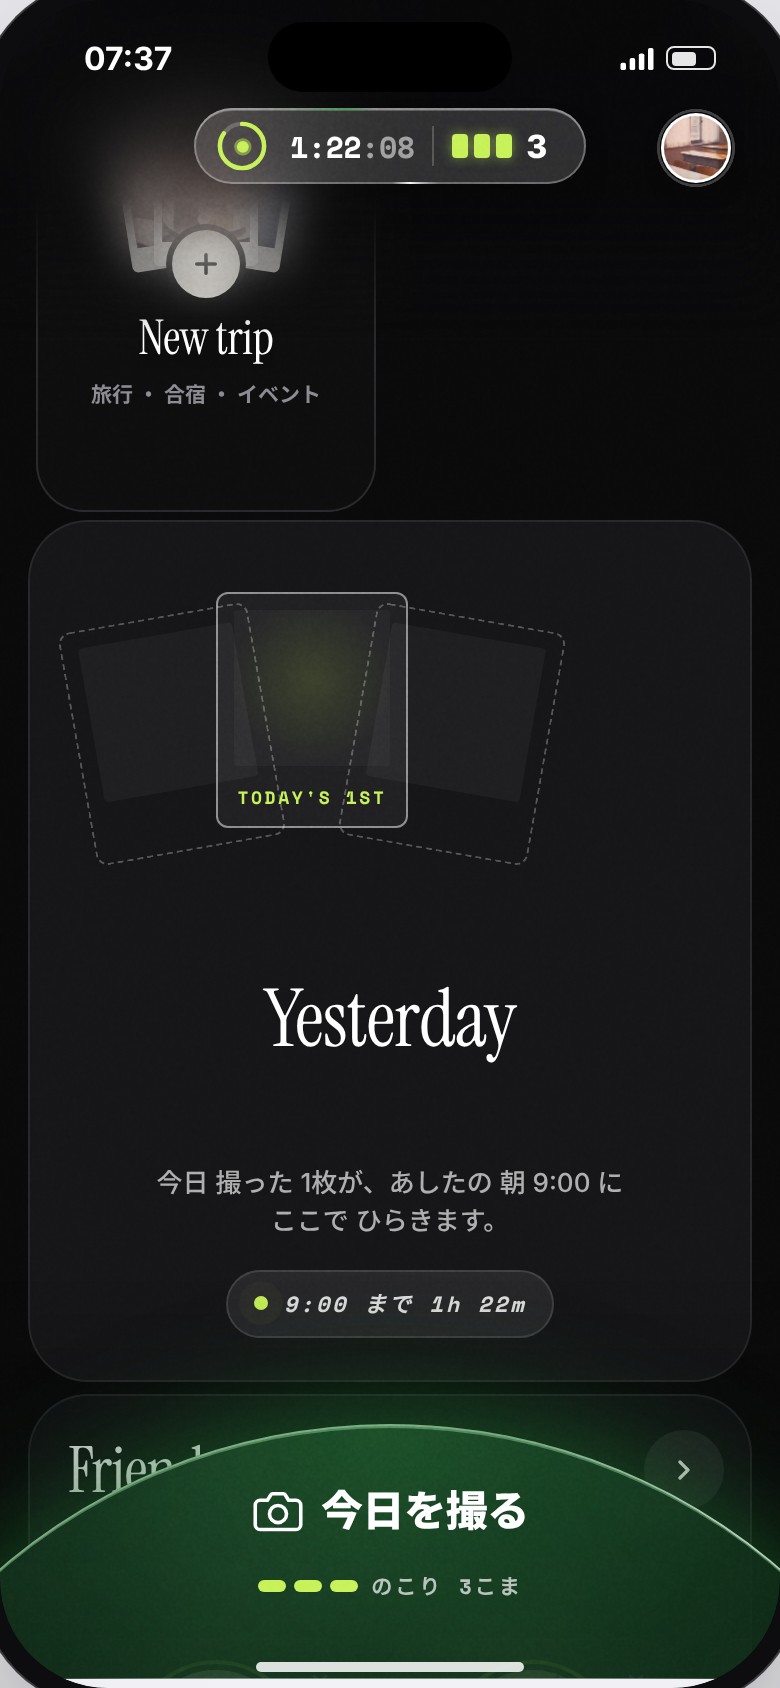 07:37
1:22:08 3
New trip
旅行 ・ 合宿 ・ イベント
TODAY'S 1ST
Yesterday
今日 撮った 1枚が、あしたの 朝 9:00 に
ここで ひらきます。
9:00 まで 1h 22m
今日を撮る
のこり 3こま